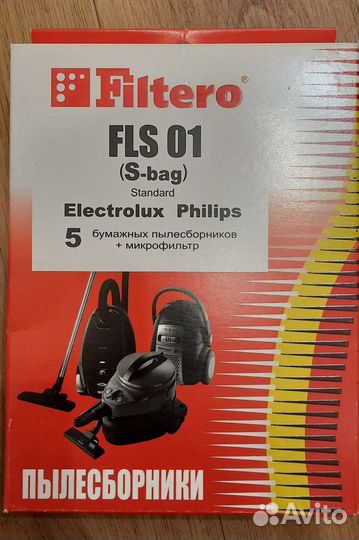 Filtero®
FLS 01
(S-bag)
Standard
Electrolux Philips
5 бумажных пылесборников
+ микрофильтр
ПЫЛЕСБОРНИКИ
Avito